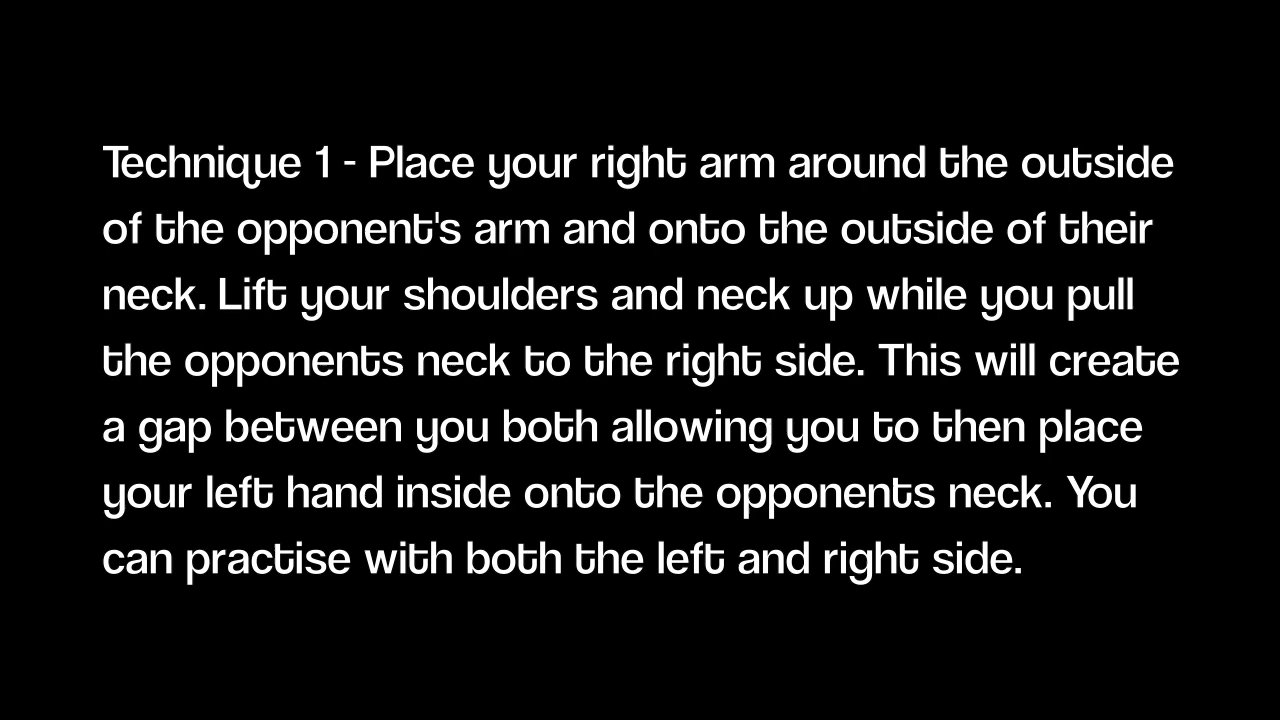 Technique 1 - Place your right arm around the outside
of the opponent's arm and onto the outside of their
neck. Lift your shoulders and neck up while you pull
the opponents neck to the right side. This will create
a gap between you both allowing you to then place
your left hand inside onto the opponents neck. You
can practise with both the left and right side.